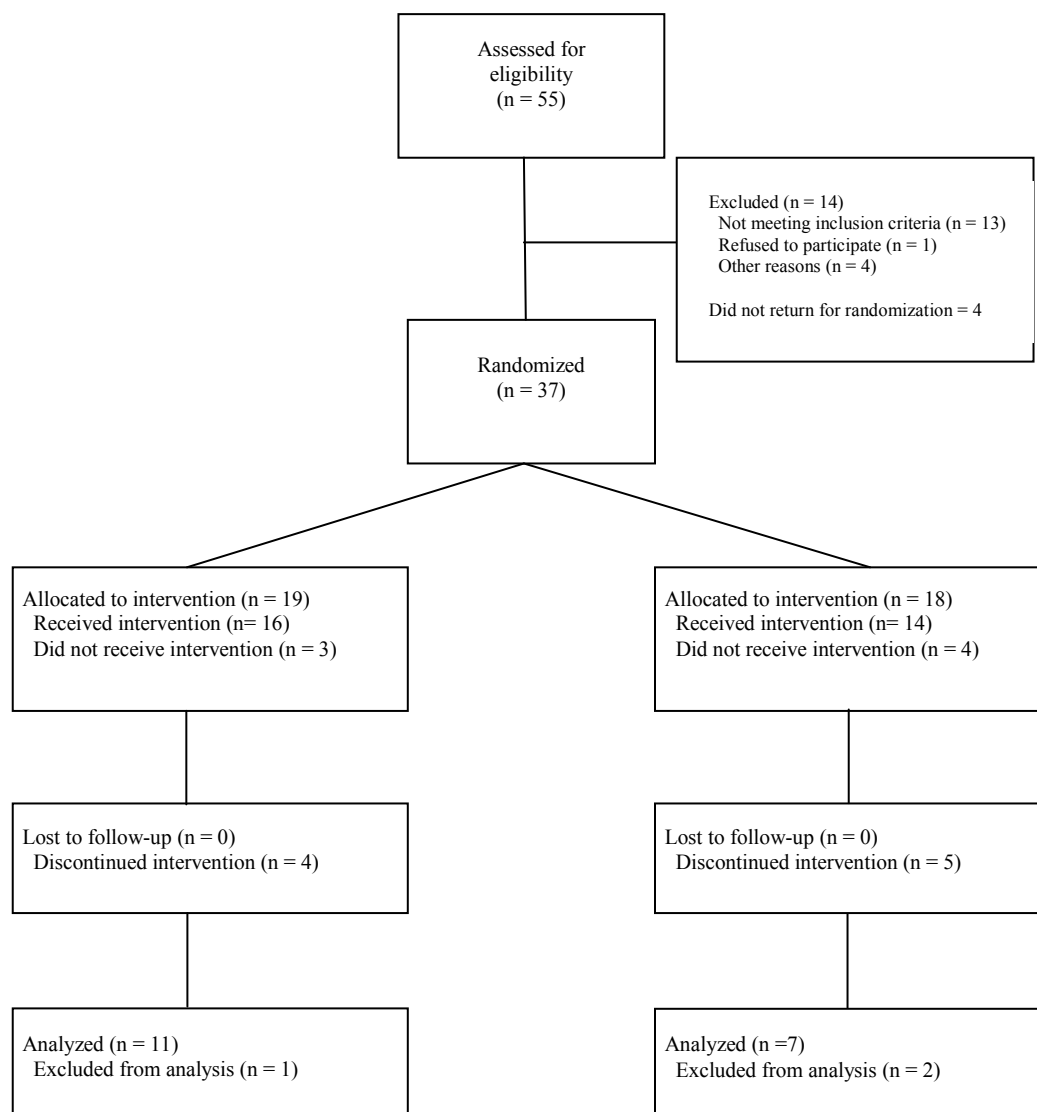 Assessed for
eligibility
(n = 55)
Excluded (n = 14)
Not meeting inclusion criteria (n = 13)
Refused to participate (n = 1)
Other reasons (n = 4)
Did not return for randomization = 4
Randomized
(n = 37)
Allocated to intervention (n = 19)
Received intervention (n= 16)
Did not receive intervention (n = 3)
Allocated to intervention (n = 18)
Received intervention (n= 14)
Did not receive intervention (n = 4)
Lost to follow-up (n = 0)
Discontinued intervention (n = 4)
Lost to follow-up (n = 0)
Discontinued intervention (n = 5)
Analyzed (n = 11)
Excluded from analysis (n = 1)
Analyzed (n =7)
Excluded from analysis (n = 2)